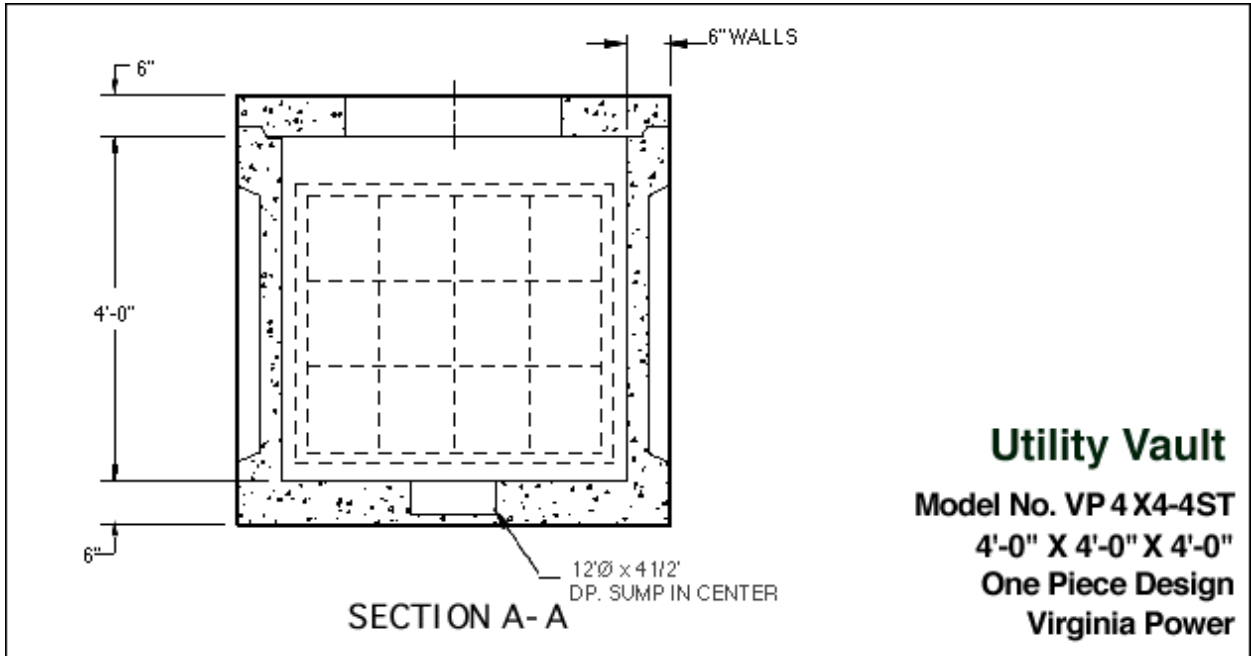 6" WALLS
6"
4'-0"
6"
12'Ø x 4 1/2'
DP. SUMP IN CENTER
SECTION A-A
Utility Vault
Model No. VP 4 X4-4ST
4'-0" X 4'-0" X 4'-0"
One Piece Design
Virginia Power